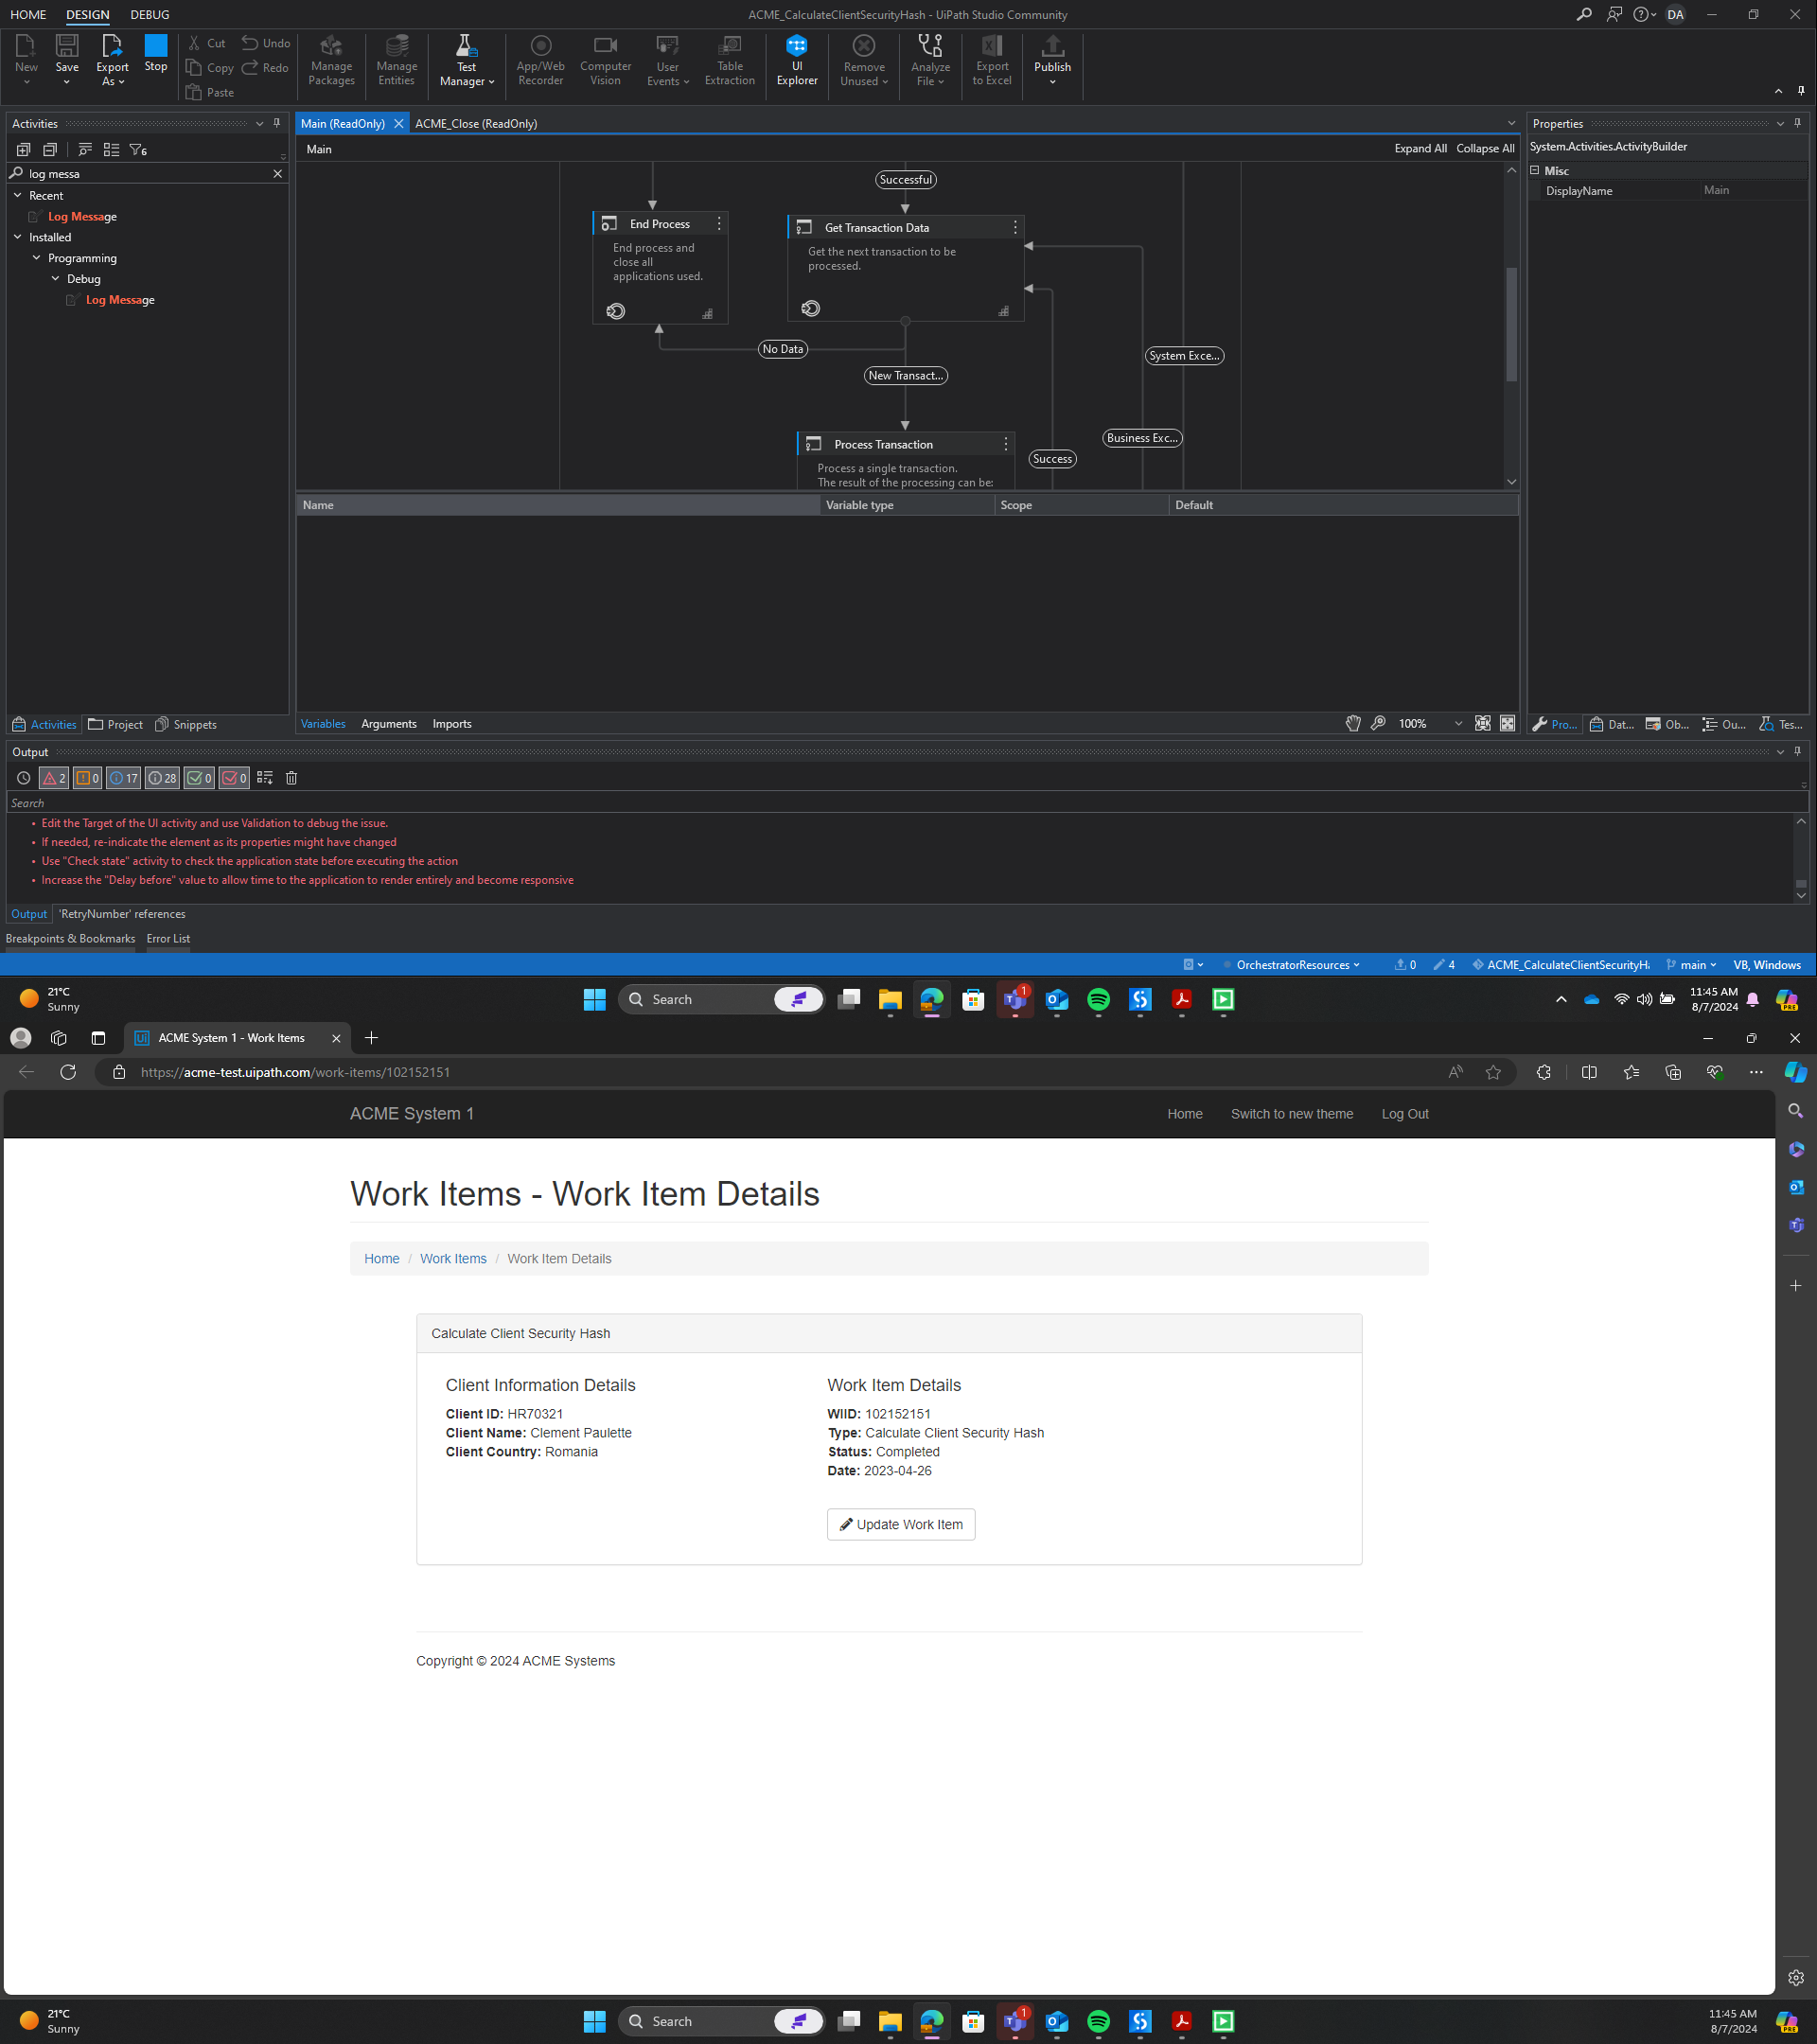 HOME DESIGN DEBUG
ACME_CalculateClientSecurityHash - UiPath Studio Community
DA
New
Save
Export As
Stop
Cut
Copy
Paste
Undo
Redo
Manage Packages
Manage Entities
Test Manager
App/Web Recorder
Computer Vision
User Events
Table Extraction
UI Explorer
Remove Unused
Analyze File
Export to Excel
Publish
Activities
6
log messa
Recent
Log Message
Installed
Programming
Debug
Log Message
Activities Project Snippets
Main (ReadOnly) ACME_Close (ReadOnly)
Main
Expand All Collapse All
Successful
End Process
End process and
close all
applications used.
Get Transaction Data
Get the next transaction to be
processed.
No Data
New Transact...
System Exce...
Business Exc...
Success
Process Transaction
Process a single transaction.
The result of the processing can be:
Name Variable type Scope Default
Variables Arguments Imports
100%
Properties
System.Activities.ActivityBuilder
Misc
DisplayName Main
Pro... Dat... Ob... Ou... Tes...
Output
2 0 17 28 0 0
Search
• Edit the Target of the UI activity and use Validation to debug the issue.
• If needed, re-indicate the element as its properties might have changed
• Use "Check state" activity to check the application state before executing the action
• Increase the "Delay before" value to allow time to the application to render entirely and become responsive
Output 'RetryNumber' references
Breakpoints & Bookmarks Error List
OrchestratorResources 0 4 ACME_CalculateClientSecurityH main VB, Windows
21°C
Sunny
Search
1
PRE
11:45 AM
8/7/2024
Ui ACME System 1 - Work Items
https://acme-test.uipath.com/work-items/102152151
ACME System 1
Home Switch to new theme Log Out
Work Items - Work Item Details
Home / Work Items / Work Item Details
Calculate Client Security Hash
Client Information Details
Client ID: HR70321
Client Name: Clement Paulette
Client Country: Romania
Work Item Details
WIID: 102152151
Type: Calculate Client Security Hash
Status: Completed
Date: 2023-04-26
Update Work Item
Copyright © 2024 ACME Systems
21°C
Sunny
Search
1
11:45 AM
8/7/2024
PRE